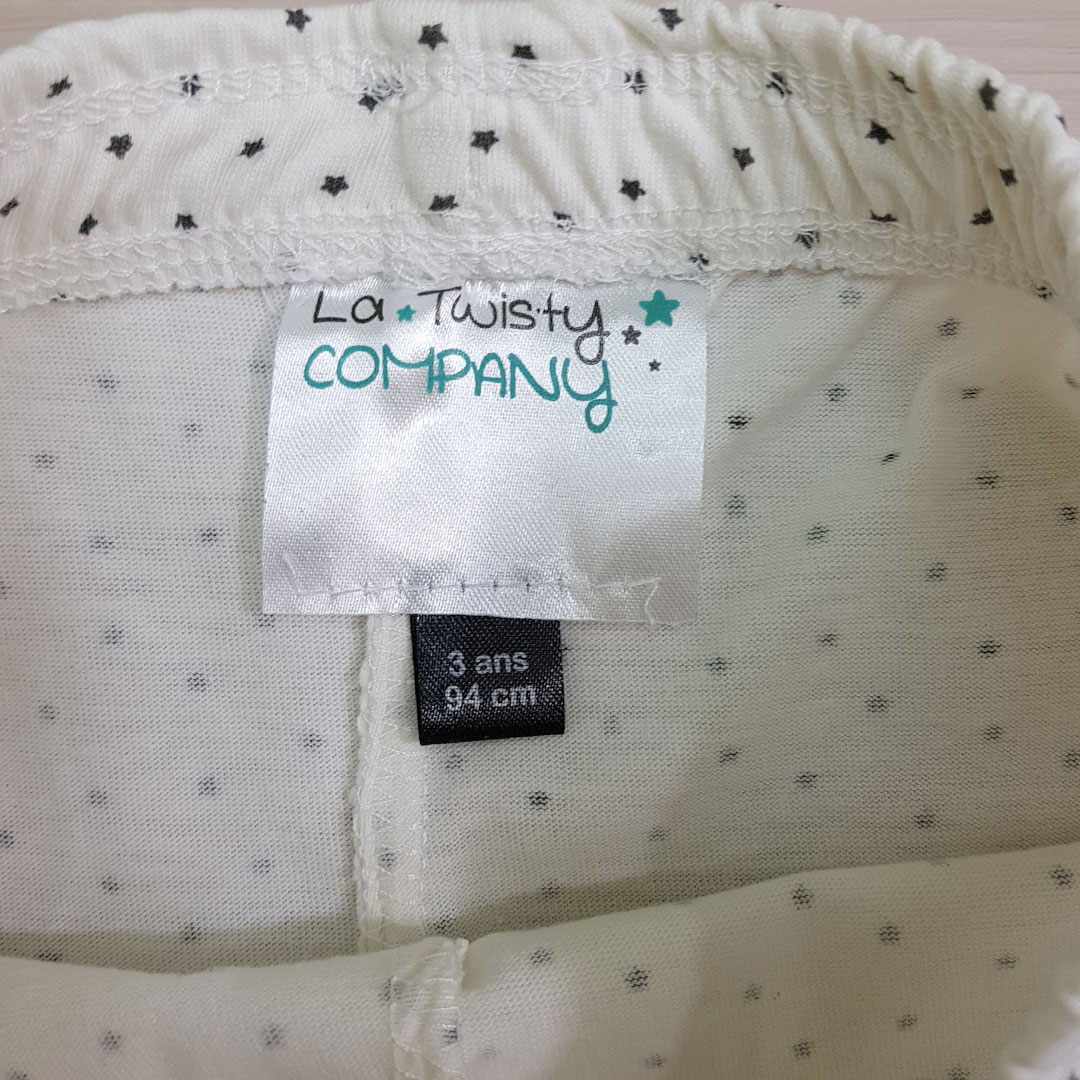 La Twisty
COMPANY
3 ans
94 cm